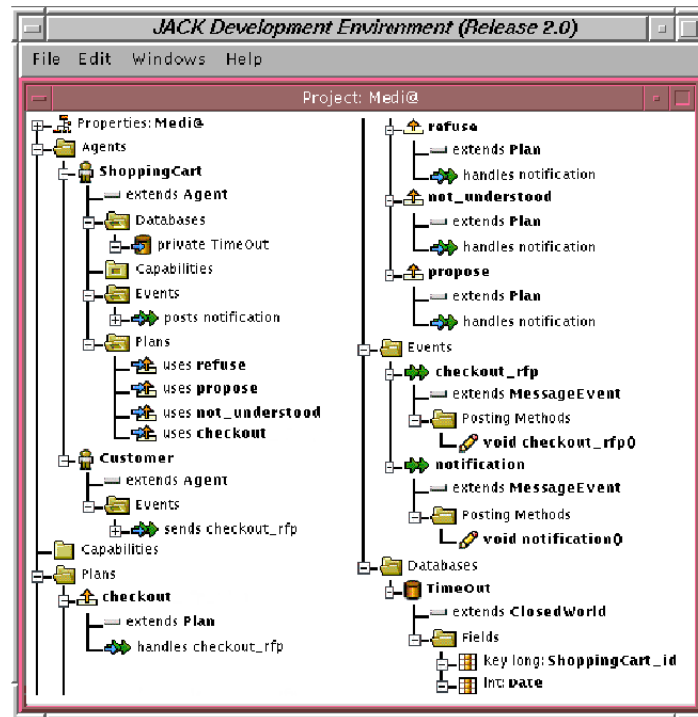 JACK Development Environment (Release 2.0)
File Edit Windows Help
Project: Medi@
Properties: Medi@
Agents
ShoppingCart
extends Agent
Databases
private TimeOut
Capabilities
Events
posts notification
Plans
uses refuse
uses propose
uses not_understood
uses checkout
Customer
extends Agent
Events
sends checkout_rfp
Capabilities
Plans
checkout
extends Plan
handles checkout_rfp
refuse
extends Plan
handles notification
not_understood
extends Plan
handles notification
propose
extends Plan
handles notification
Events
checkout_rfp
extends MessageEvent
Posting Methods
void checkout_rfp()
notification
extends MessageEvent
Posting Methods
void notification()
Databases
TimeOut
extends ClosedWorld
Fields
key long: ShoppingCart_id
int: Date